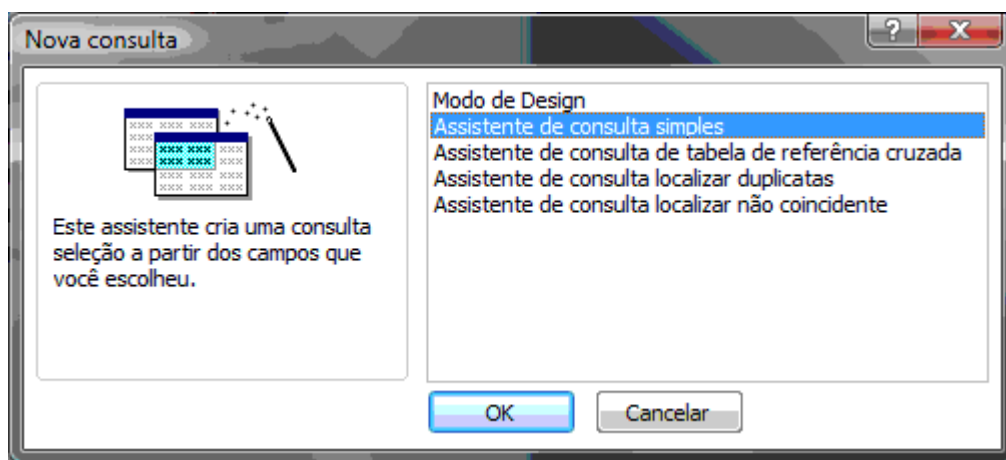 Nova consulta
Este assistente cria uma consulta
seleção a partir dos campos que
você escolheu.
Modo de Design
Assistente de consulta simples
Assistente de consulta de tabela de referência cruzada
Assistente de consulta localizar duplicatas
Assistente de consulta localizar não coincidente
OK
Cancelar